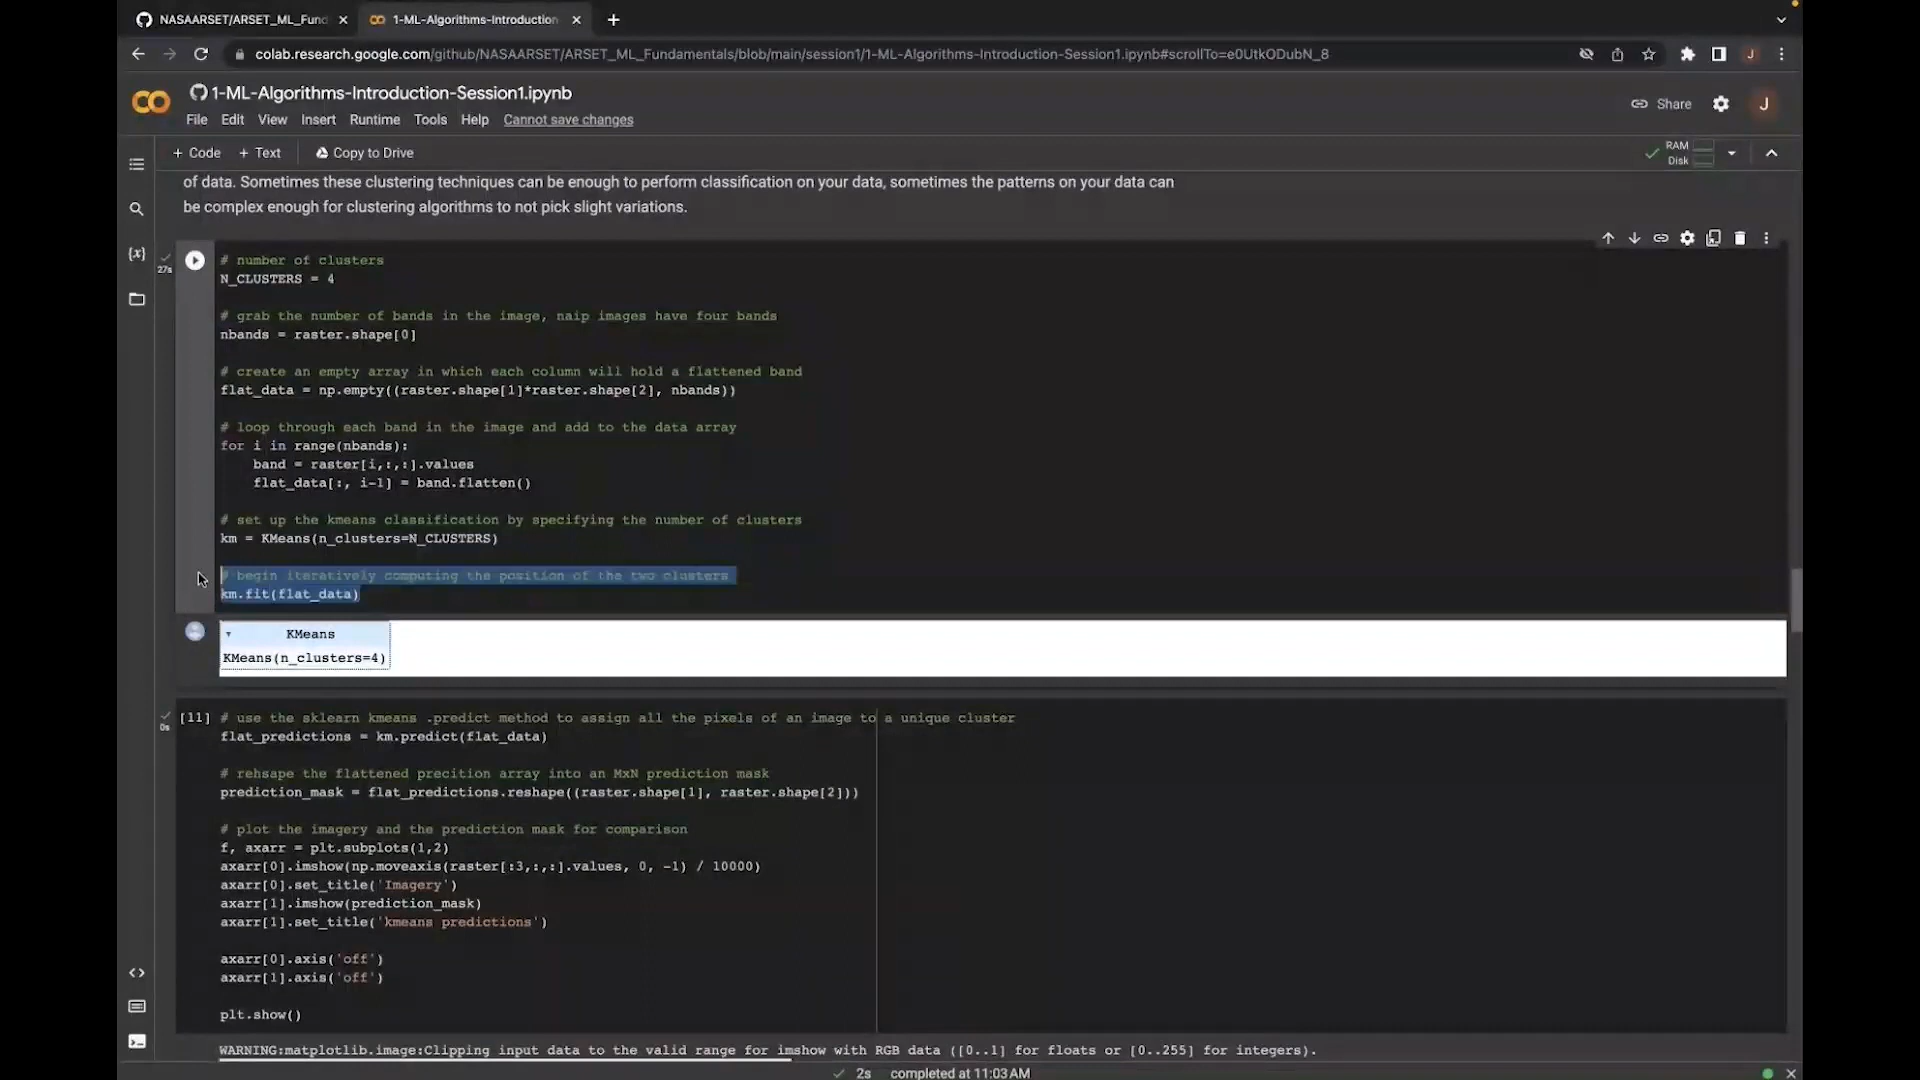 NASAARSET/ARSET_ML_Fund
1-ML-Algorithms-Introduction
colab.research.google.com/github/NASAARSET/ARSET_ML_Fundamentals/blob/main/session1/1-ML-Algorithms-Introduction-Session1.ipynb#scrollTo=e0UtkODubN_8
J
1-ML-Algorithms-Introduction-Session1.ipynb
Share
J
File Edit View Insert Runtime Tools Help Cannot save changes
+ Code + Text Copy to Drive
RAM
Disk
of data. Sometimes these clustering techniques can be enough to perform classification on your data, sometimes the patterns on your data can
be complex enough for clustering algorithms to not pick slight variations.
27s
# number of clusters
N_CLUSTERS = 4
# grab the number of bands in the image, naip images have four bands
nbands = raster.shape[0]
# create an empty array in which each column will hold a flattened band
flat_data = np.empty((raster.shape[1]*raster.shape[2], nbands))
# loop through each band in the image and add to the data array
for i in range(nbands):
band = raster[i,:,:].values
flat_data[:, i-1] = band.flatten()
# set up the kmeans classification by specifying the number of clusters
km = KMeans(n_clusters=N_CLUSTERS)
# begin iteratively computing the position of the two clusters
km.fit(flat_data)
KMeans
KMeans(n_clusters=4)
0s
[11] # use the sklearn kmeans .predict method to assign all the pixels of an image to a unique cluster
flat_predictions = km.predict(flat_data)
# rehsape the flattened precition array into an MxN prediction mask
prediction_mask = flat_predictions.reshape((raster.shape[1], raster.shape[2]))
# plot the imagery and the prediction mask for comparison
f, axarr = plt.subplots(1,2)
axarr[0].imshow(np.moveaxis(raster[:3,:,:].values, 0, -1) / 10000)
axarr[0].set_title('Imagery')
axarr[1].imshow(prediction_mask)
axarr[1].set_title('kmeans predictions')
axarr[0].axis('off')
axarr[1].axis('off')
plt.show()
WARNING:matplotlib.image:Clipping input data to the valid range for imshow with RGB data ([0..1] for floats or [0..255] for integers).
2s completed at 11:03 AM